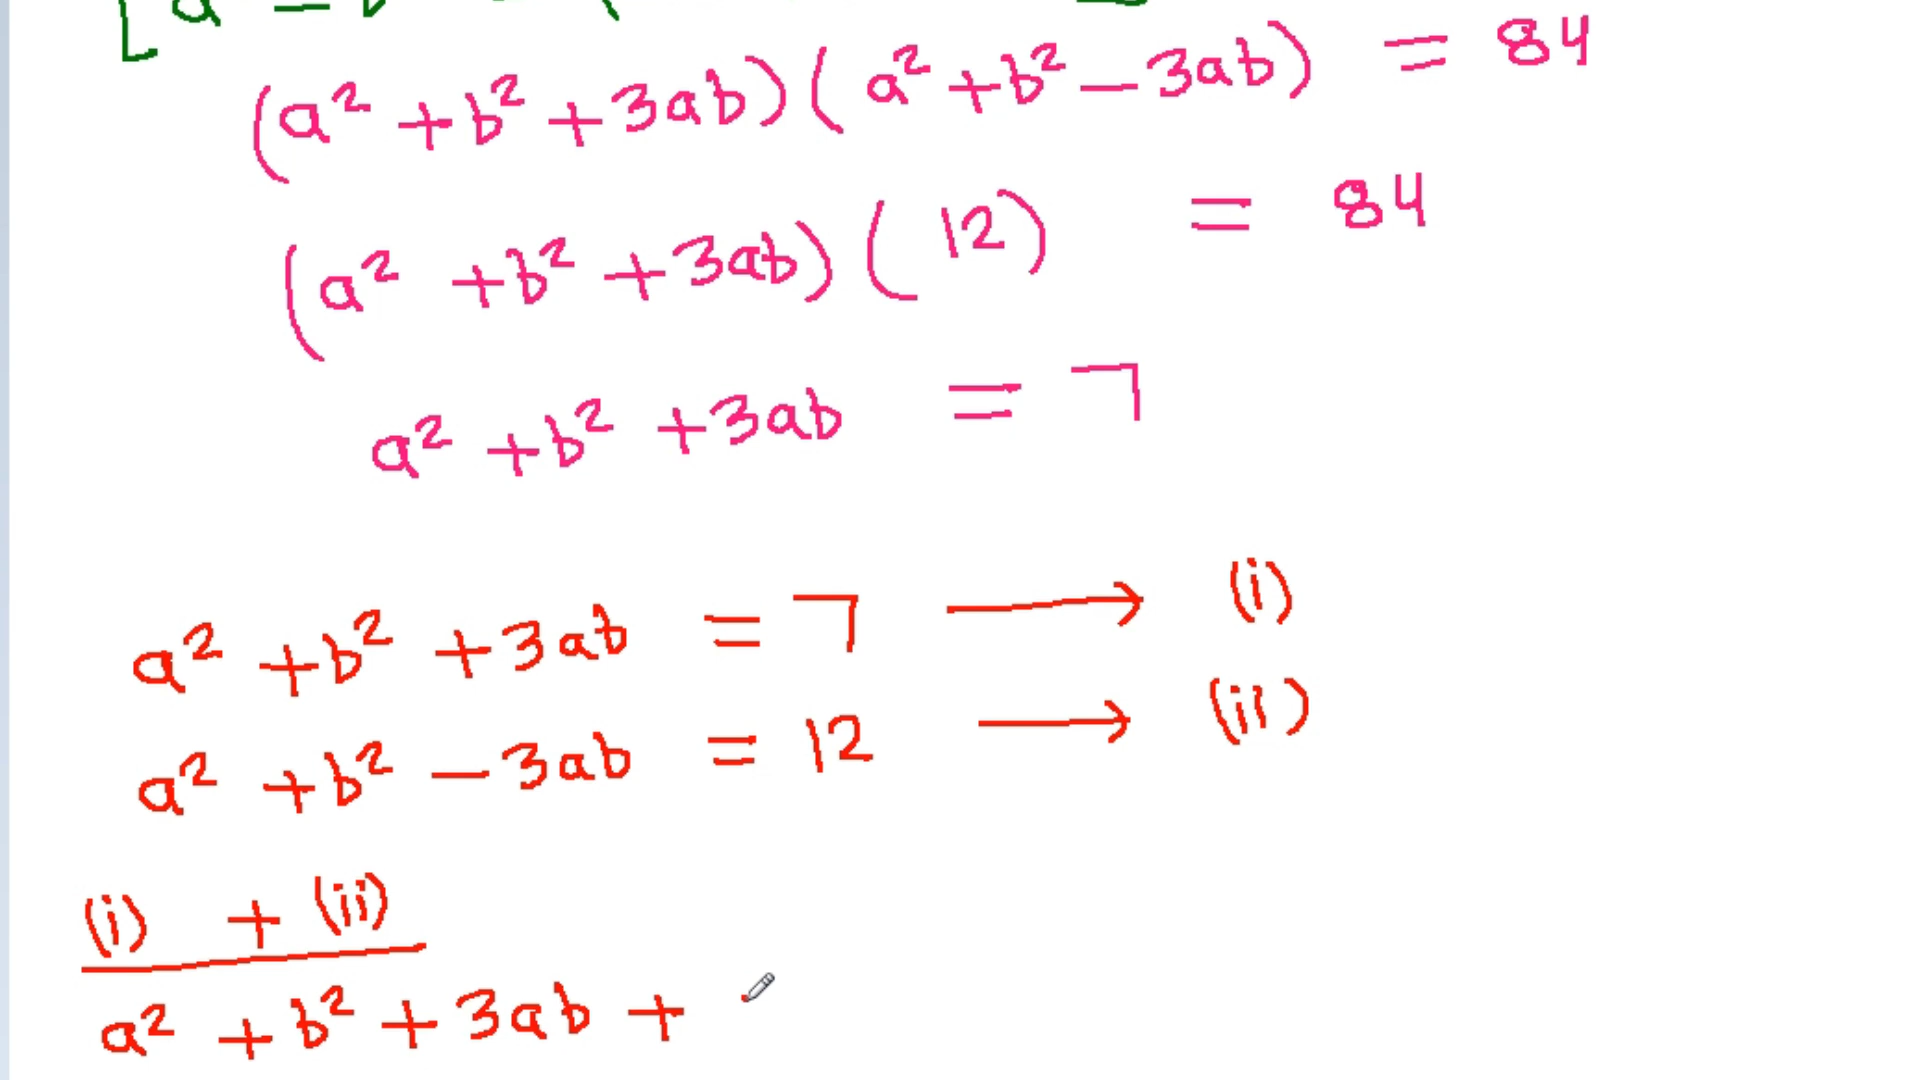 (a² + b² + 3ab) (a² + b² − 3ab) = 84
(a² + b² + 3ab) (12) = 84
a² + b² + 3ab = 7
a² + b² + 3ab = 7 → (i)
a² + b² − 3ab = 12 → (ii)
(i) + (ii)
a² + b² + 3ab +